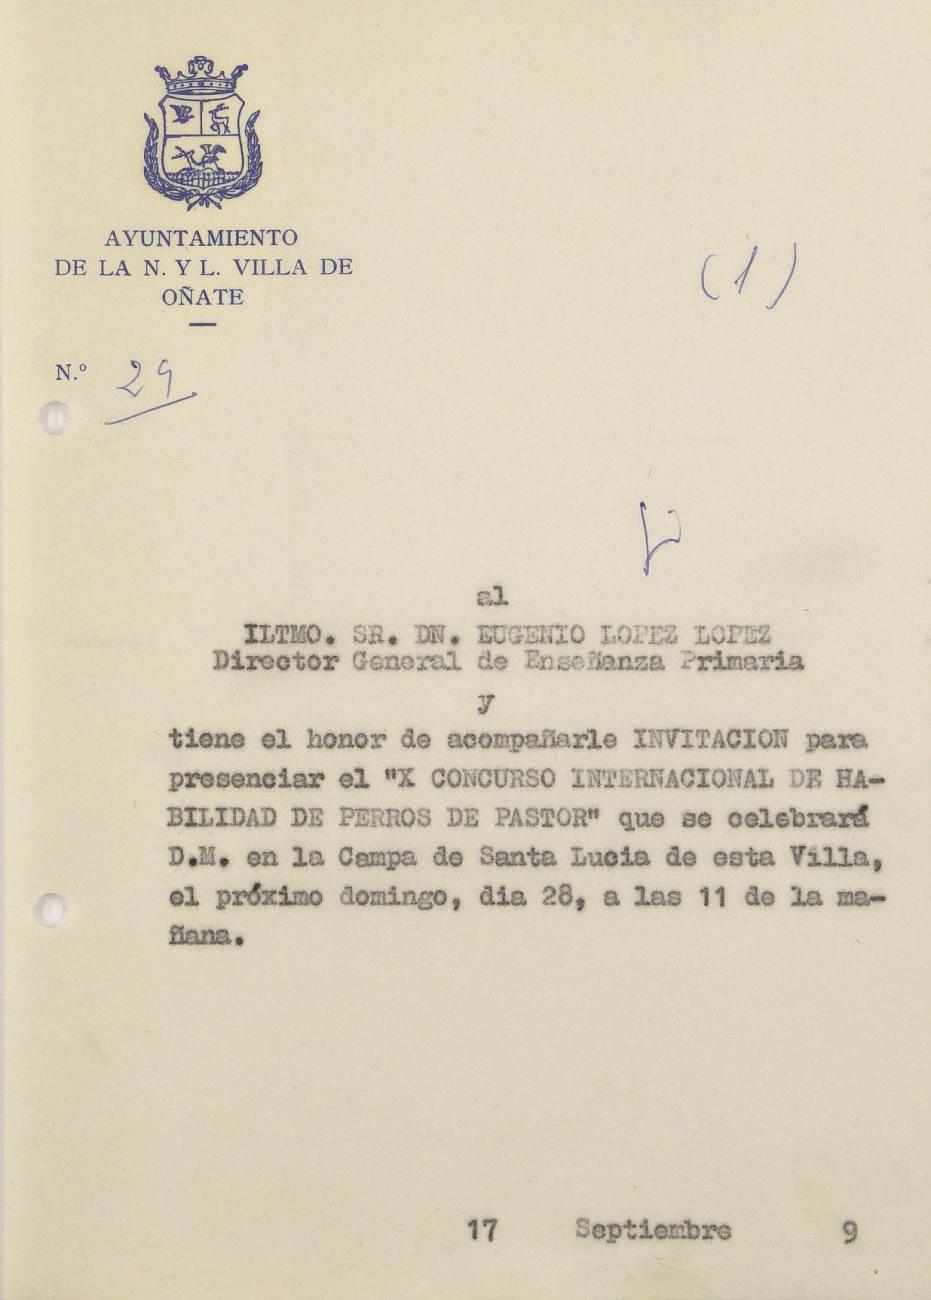 AYUNTAMIENTO
DE LA N. Y L. VILLA DE
OÑATE
(1)
N.º 29
al
ILTMO. SR. DN. EUGENIO LOPEZ LOPEZ
Director General de Enseñanza Primaria
y
tiene el honor de acompañarle INVITACION para
presenciar el "X CONCURSO INTERNACIONAL DE HA-
BILIDAD DE PERROS DE PASTOR" que se celebrará
D.M. en la Campa de Santa Lucia de esta Villa,
el próximo domingo, dia 28, a las 11 de la ma-
ñana.
17 Septiembre 9